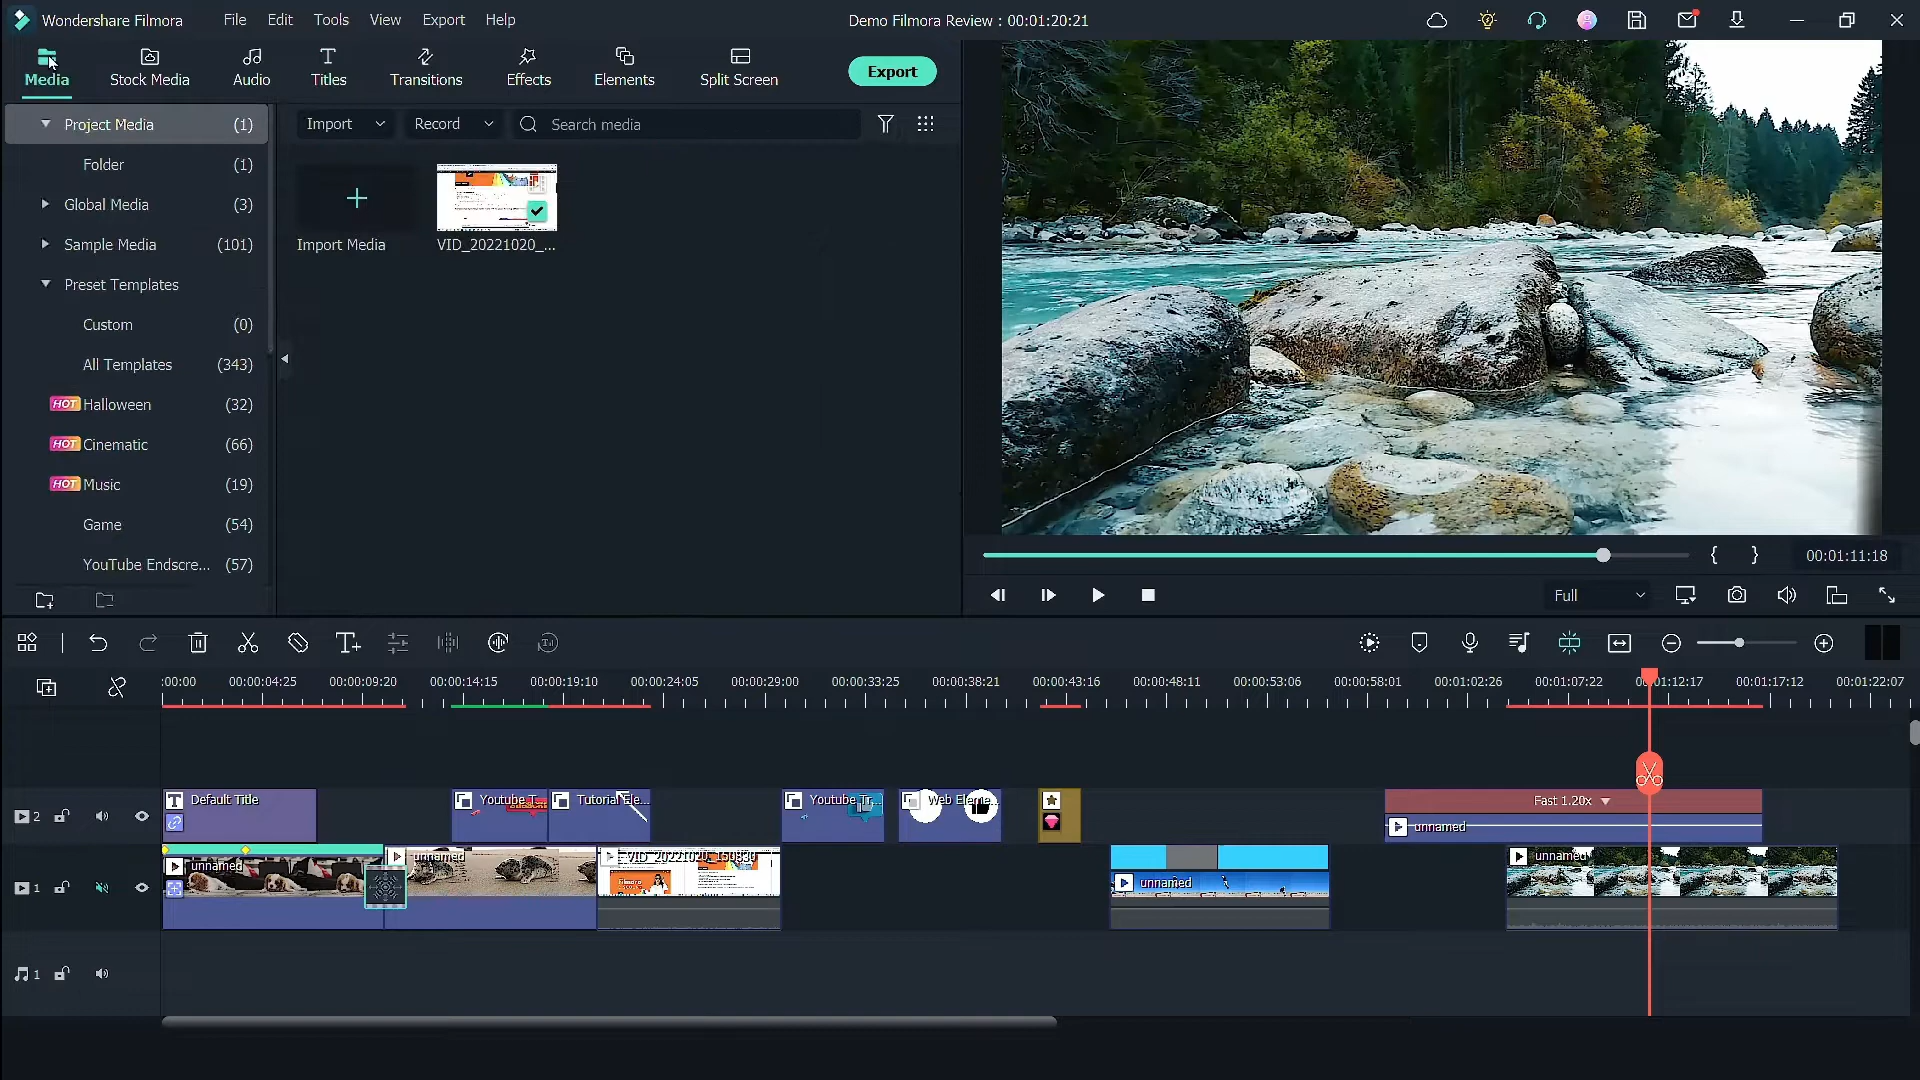 Wondershare Filmora
File Edit Tools View Export Help
Demo Filmora Review : 00:01:20:21
Media
Stock Media
Audio
Titles
Transitions
Effects
Elements
Split Screen
Export
Project Media (1)
Folder (1)
Global Media (3)
Sample Media (101)
Preset Templates
Custom (0)
All Templates (343)
HOT Halloween (32)
HOT Cinematic (66)
HOT Music (19)
Game (54)
YouTube Endscre... (57)
Import
Record
Search media
Import Media
VID_20221020_...
{ } 00:01:11:18
Full
:00:00 00:00:04:25 00:00:09:20 00:00:14:15 00:00:19:10 00:00:24:05 00:00:29:00 00:00:33:25 00:00:38:21 00:00:43:16 00:00:48:11 00:00:53:06 00:00:58:01 00:01:02:26 00:01:07:22 00:01:12:17 00:01:17:12 00:01:22:07
2
Default Title
Youtube T...
Tutorial Ele...
Youtube Tr...
Web Eleme...
Fast 1.20x
unnamed
1
unnamed
unnamed
VID_20221020_150830
unnamed
unnamed
1